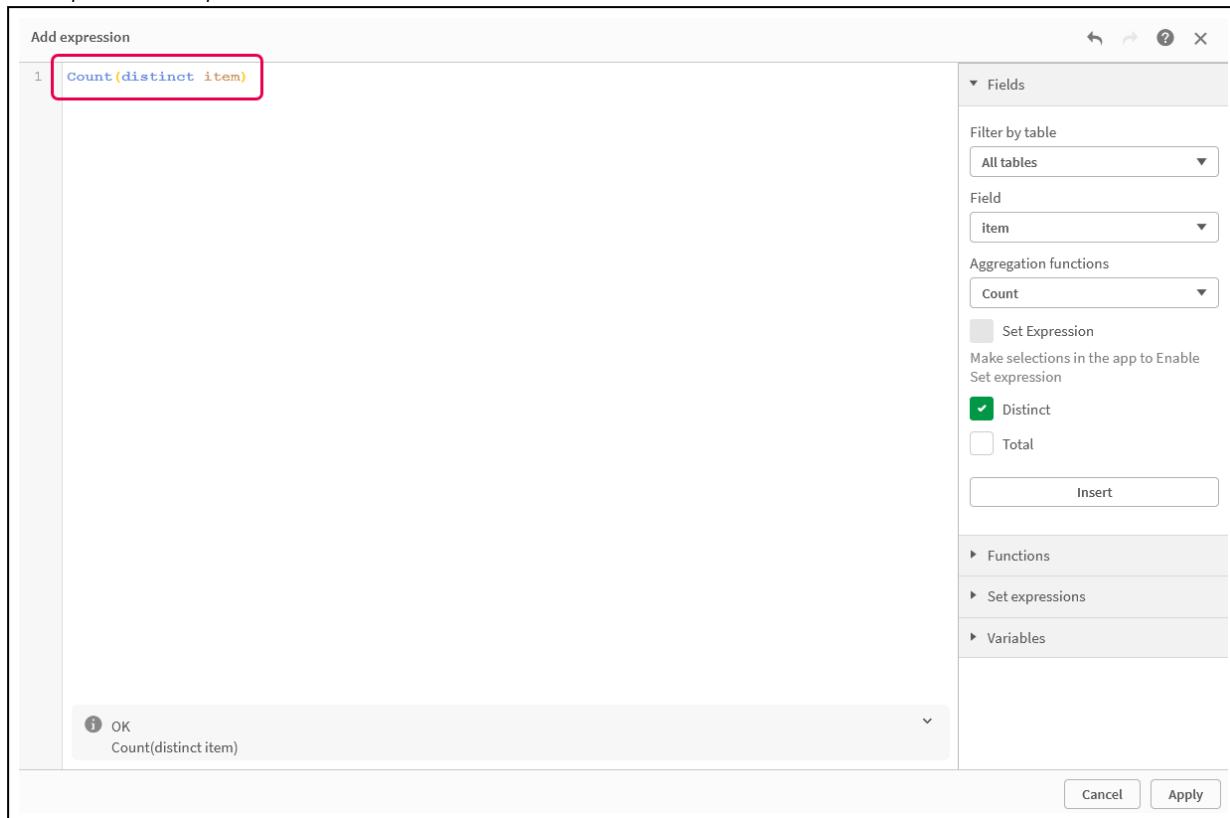 Add expression
1 Count(distinct item)
Fields
Filter by table
All tables
Field
item
Aggregation functions
Count
Set Expression
Make selections in the app to Enable
Set expression
Distinct
Total
Insert
Functions
Set expressions
Variables
OK
Count(distinct item)
Cancel Apply